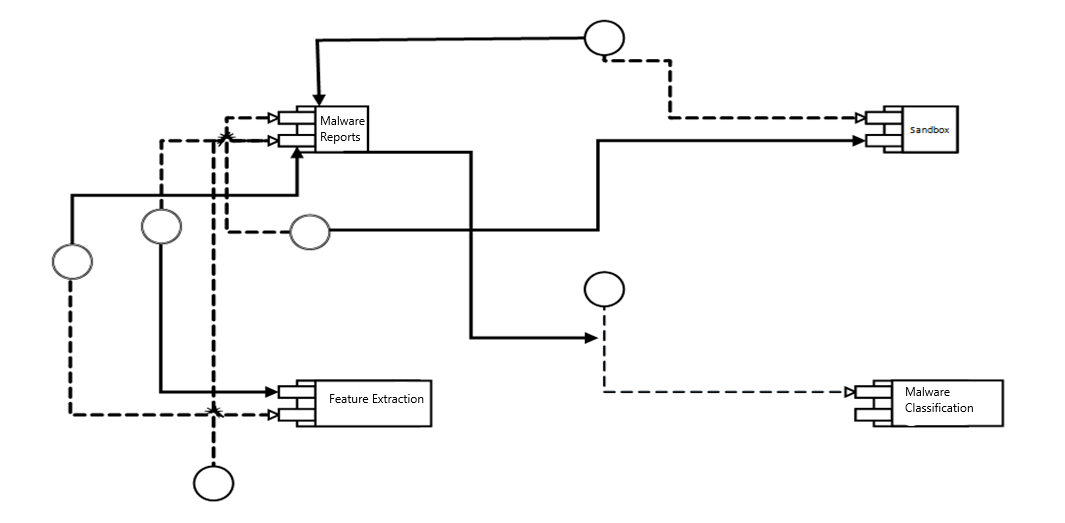 Malware
Reports
Sandbox
Feature Extraction
Malware
Classification